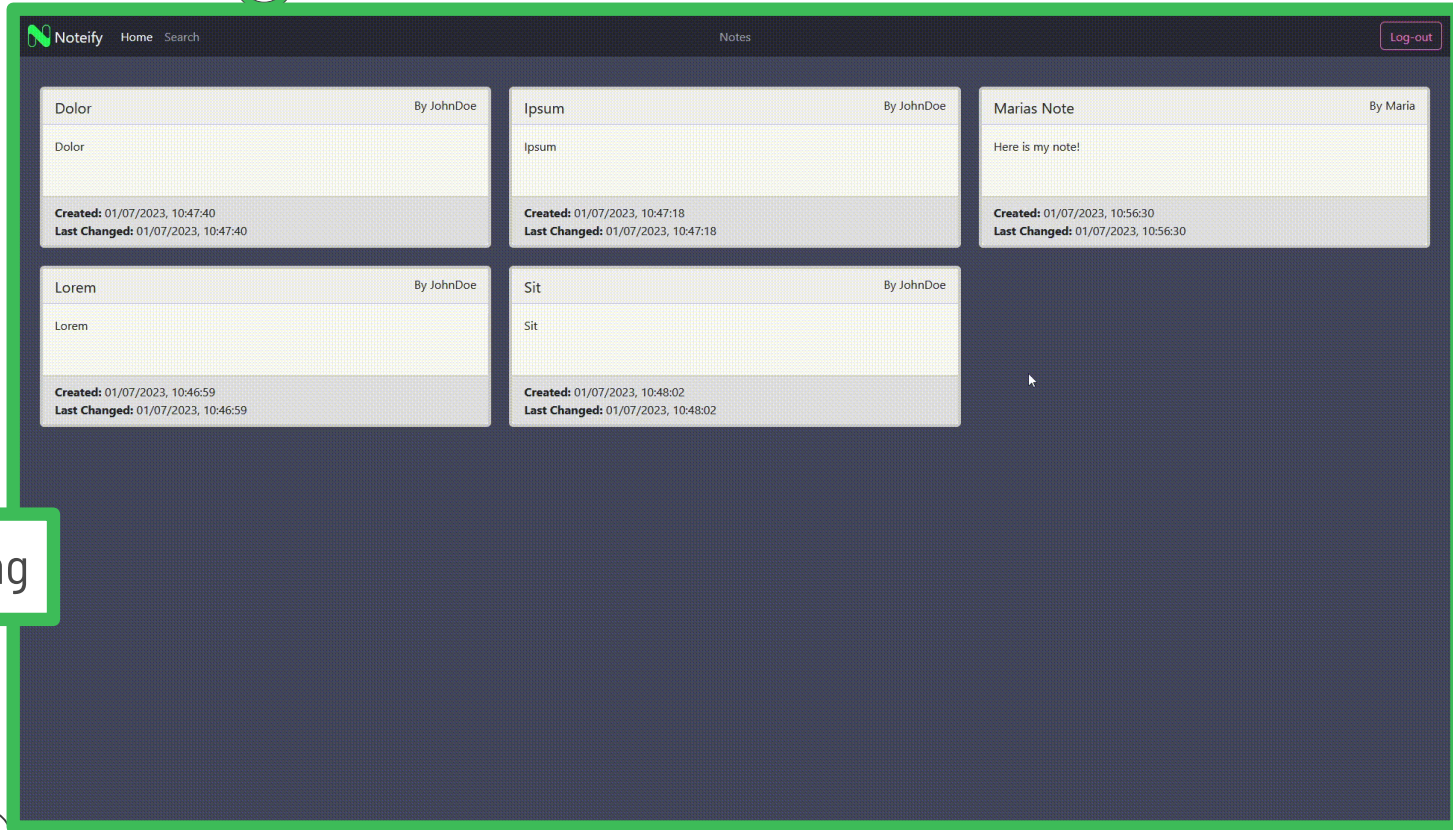 Noteify Home Search Notes Log-out
Dolor By JohnDoe
Dolor
Created: 01/07/2023, 10:47:40
Last Changed: 01/07/2023, 10:47:40
Ipsum By JohnDoe
Ipsum
Created: 01/07/2023, 10:47:18
Last Changed: 01/07/2023, 10:47:18
Marias Note By Maria
Here is my note!
Created: 01/07/2023, 10:56:30
Last Changed: 01/07/2023, 10:56:30
Lorem By JohnDoe
Lorem
Created: 01/07/2023, 10:46:59
Last Changed: 01/07/2023, 10:46:59
Sit By JohnDoe
Sit
Created: 01/07/2023, 10:48:02
Last Changed: 01/07/2023, 10:48:02